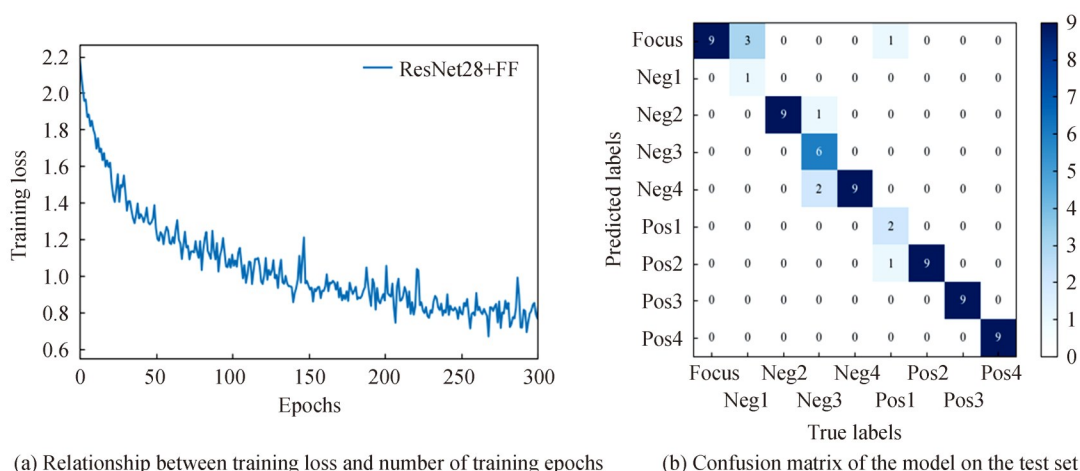 2.2
2.0
1.8
1.6
1.4
1.2
1.0
0.8
0.6
Training loss
ResNet28+FF
0 50 100 150 200 250 300
Epochs
(a) Relationship between training loss and number of training epochs
Predicted labels
Focus 9 3 0 0 0 1 0 0 0
Neg1 0 1 0 0 0 0 0 0 0
Neg2 0 0 9 1 0 0 0 0 0
Neg3 0 0 0 6 0 0 0 0 0
Neg4 0 0 0 2 9 0 0 0 0
Pos1 0 0 0 0 0 2 0 0 0
Pos2 0 0 0 0 0 1 9 0 0
Pos3 0 0 0 0 0 0 0 9 0
Pos4 0 0 0 0 0 0 0 0 9
Focus Neg2 Neg4 Pos2 Pos4
Neg1 Neg3 Pos1 Pos3
True labels
9
8
7
6
5
4
3
2
1
0
(b) Confusion matrix of the model on the test set